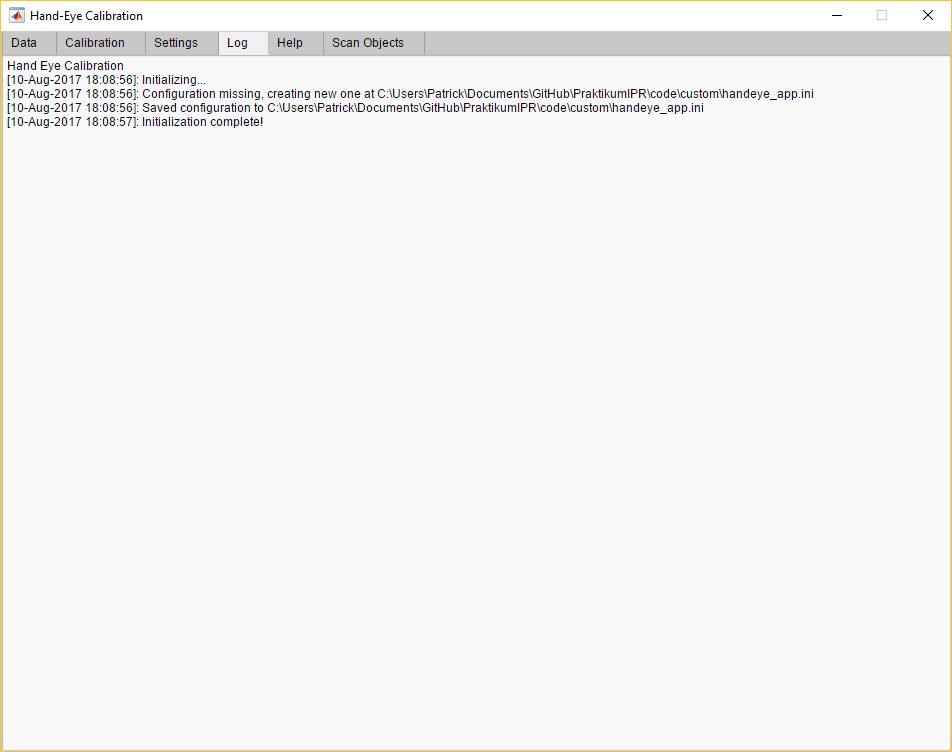 Hand-Eye Calibration
Data Calibration Settings Log Help Scan Objects
Hand Eye Calibration
[10-Aug-2017 18:08:56]: Initializing...
[10-Aug-2017 18:08:56]: Configuration missing, creating new one at C:\Users\Patrick\Documents\GitHub\PraktikumIPR\code\custom\handeye_app.ini
[10-Aug-2017 18:08:56]: Saved configuration to C:\Users\Patrick\Documents\GitHub\PraktikumIPR\code\custom\handeye_app.ini
[10-Aug-2017 18:08:57]: Initialization complete!